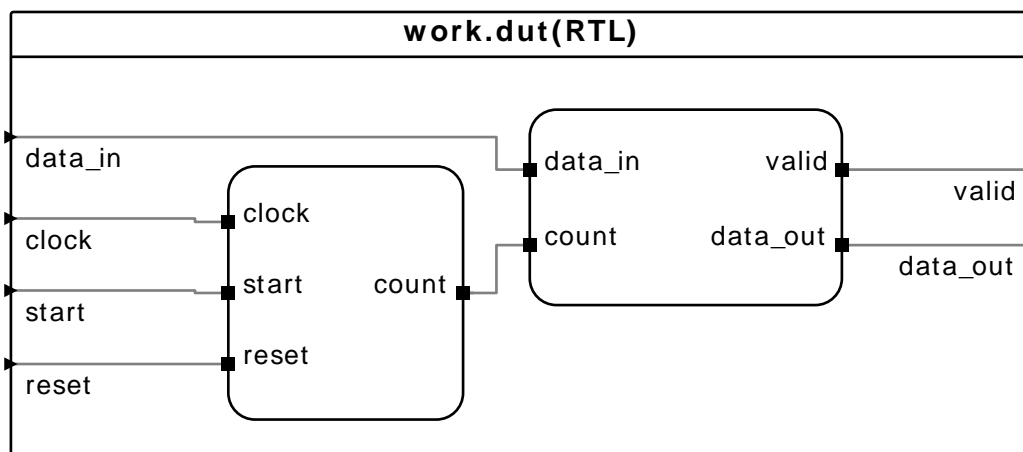 work.dut(RTL)
data_in
clock
start
reset
clock
start
reset
count
data_in
count
valid
data_out
valid
data_out